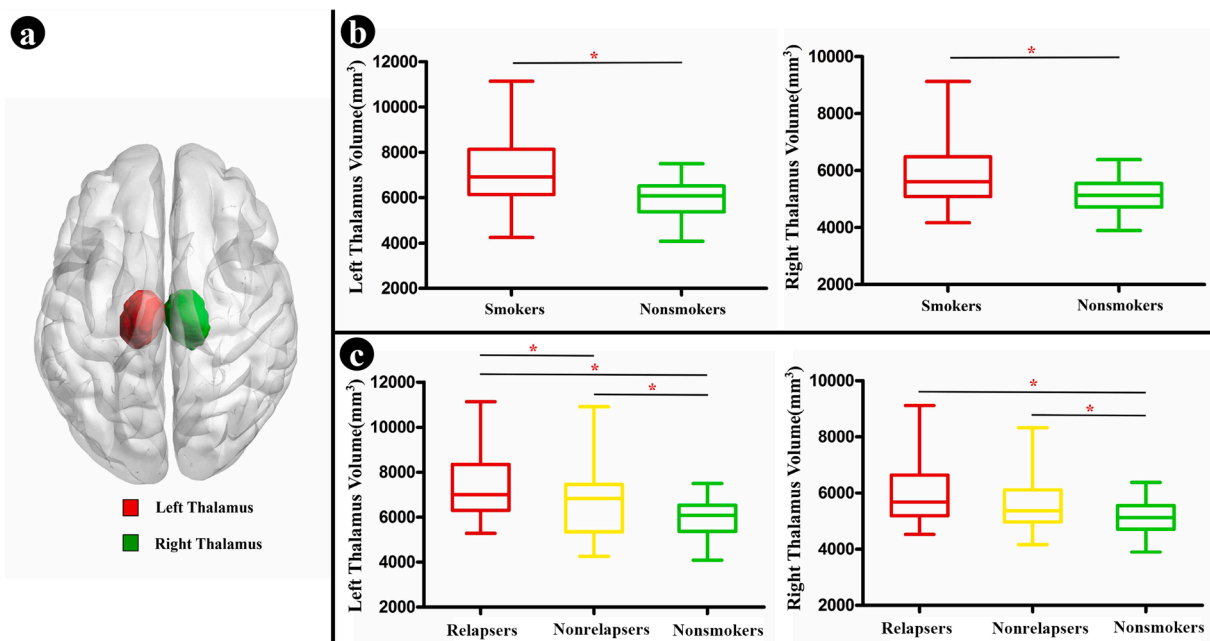 a
Left Thalamus
Right Thalamus
b
Left Thalamus Volume(mm³)
12000
10000
8000
6000
4000
2000
*
Smokers
Nonsmokers
Right Thalamus Volume(mm³)
10000
8000
6000
4000
2000
*
Smokers
Nonsmokers
c
Left Thalamus Volume(mm³)
12000
10000
8000
6000
4000
2000
*
*
*
Relapsers
Nonrelapsers
Nonsmokers
Right Thalamus Volume(mm³)
10000
8000
6000
4000
2000
*
*
Relapsers
Nonrelapsers
Nonsmokers